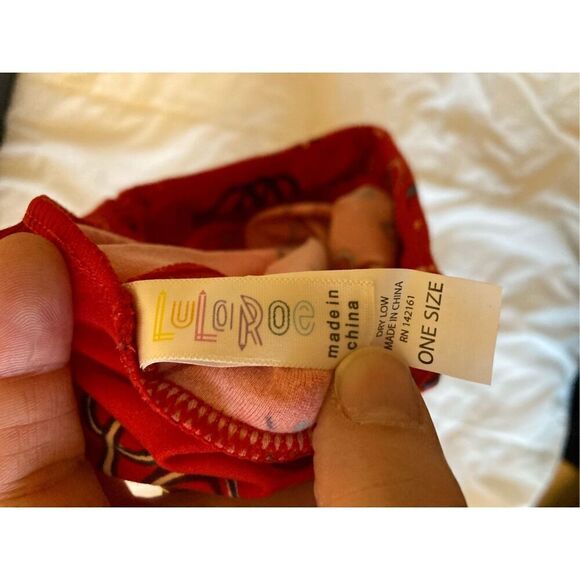 LuLaRoe
made in
china
DRY LOW
MADE IN CHINA
RN 142161
ONE SIZE